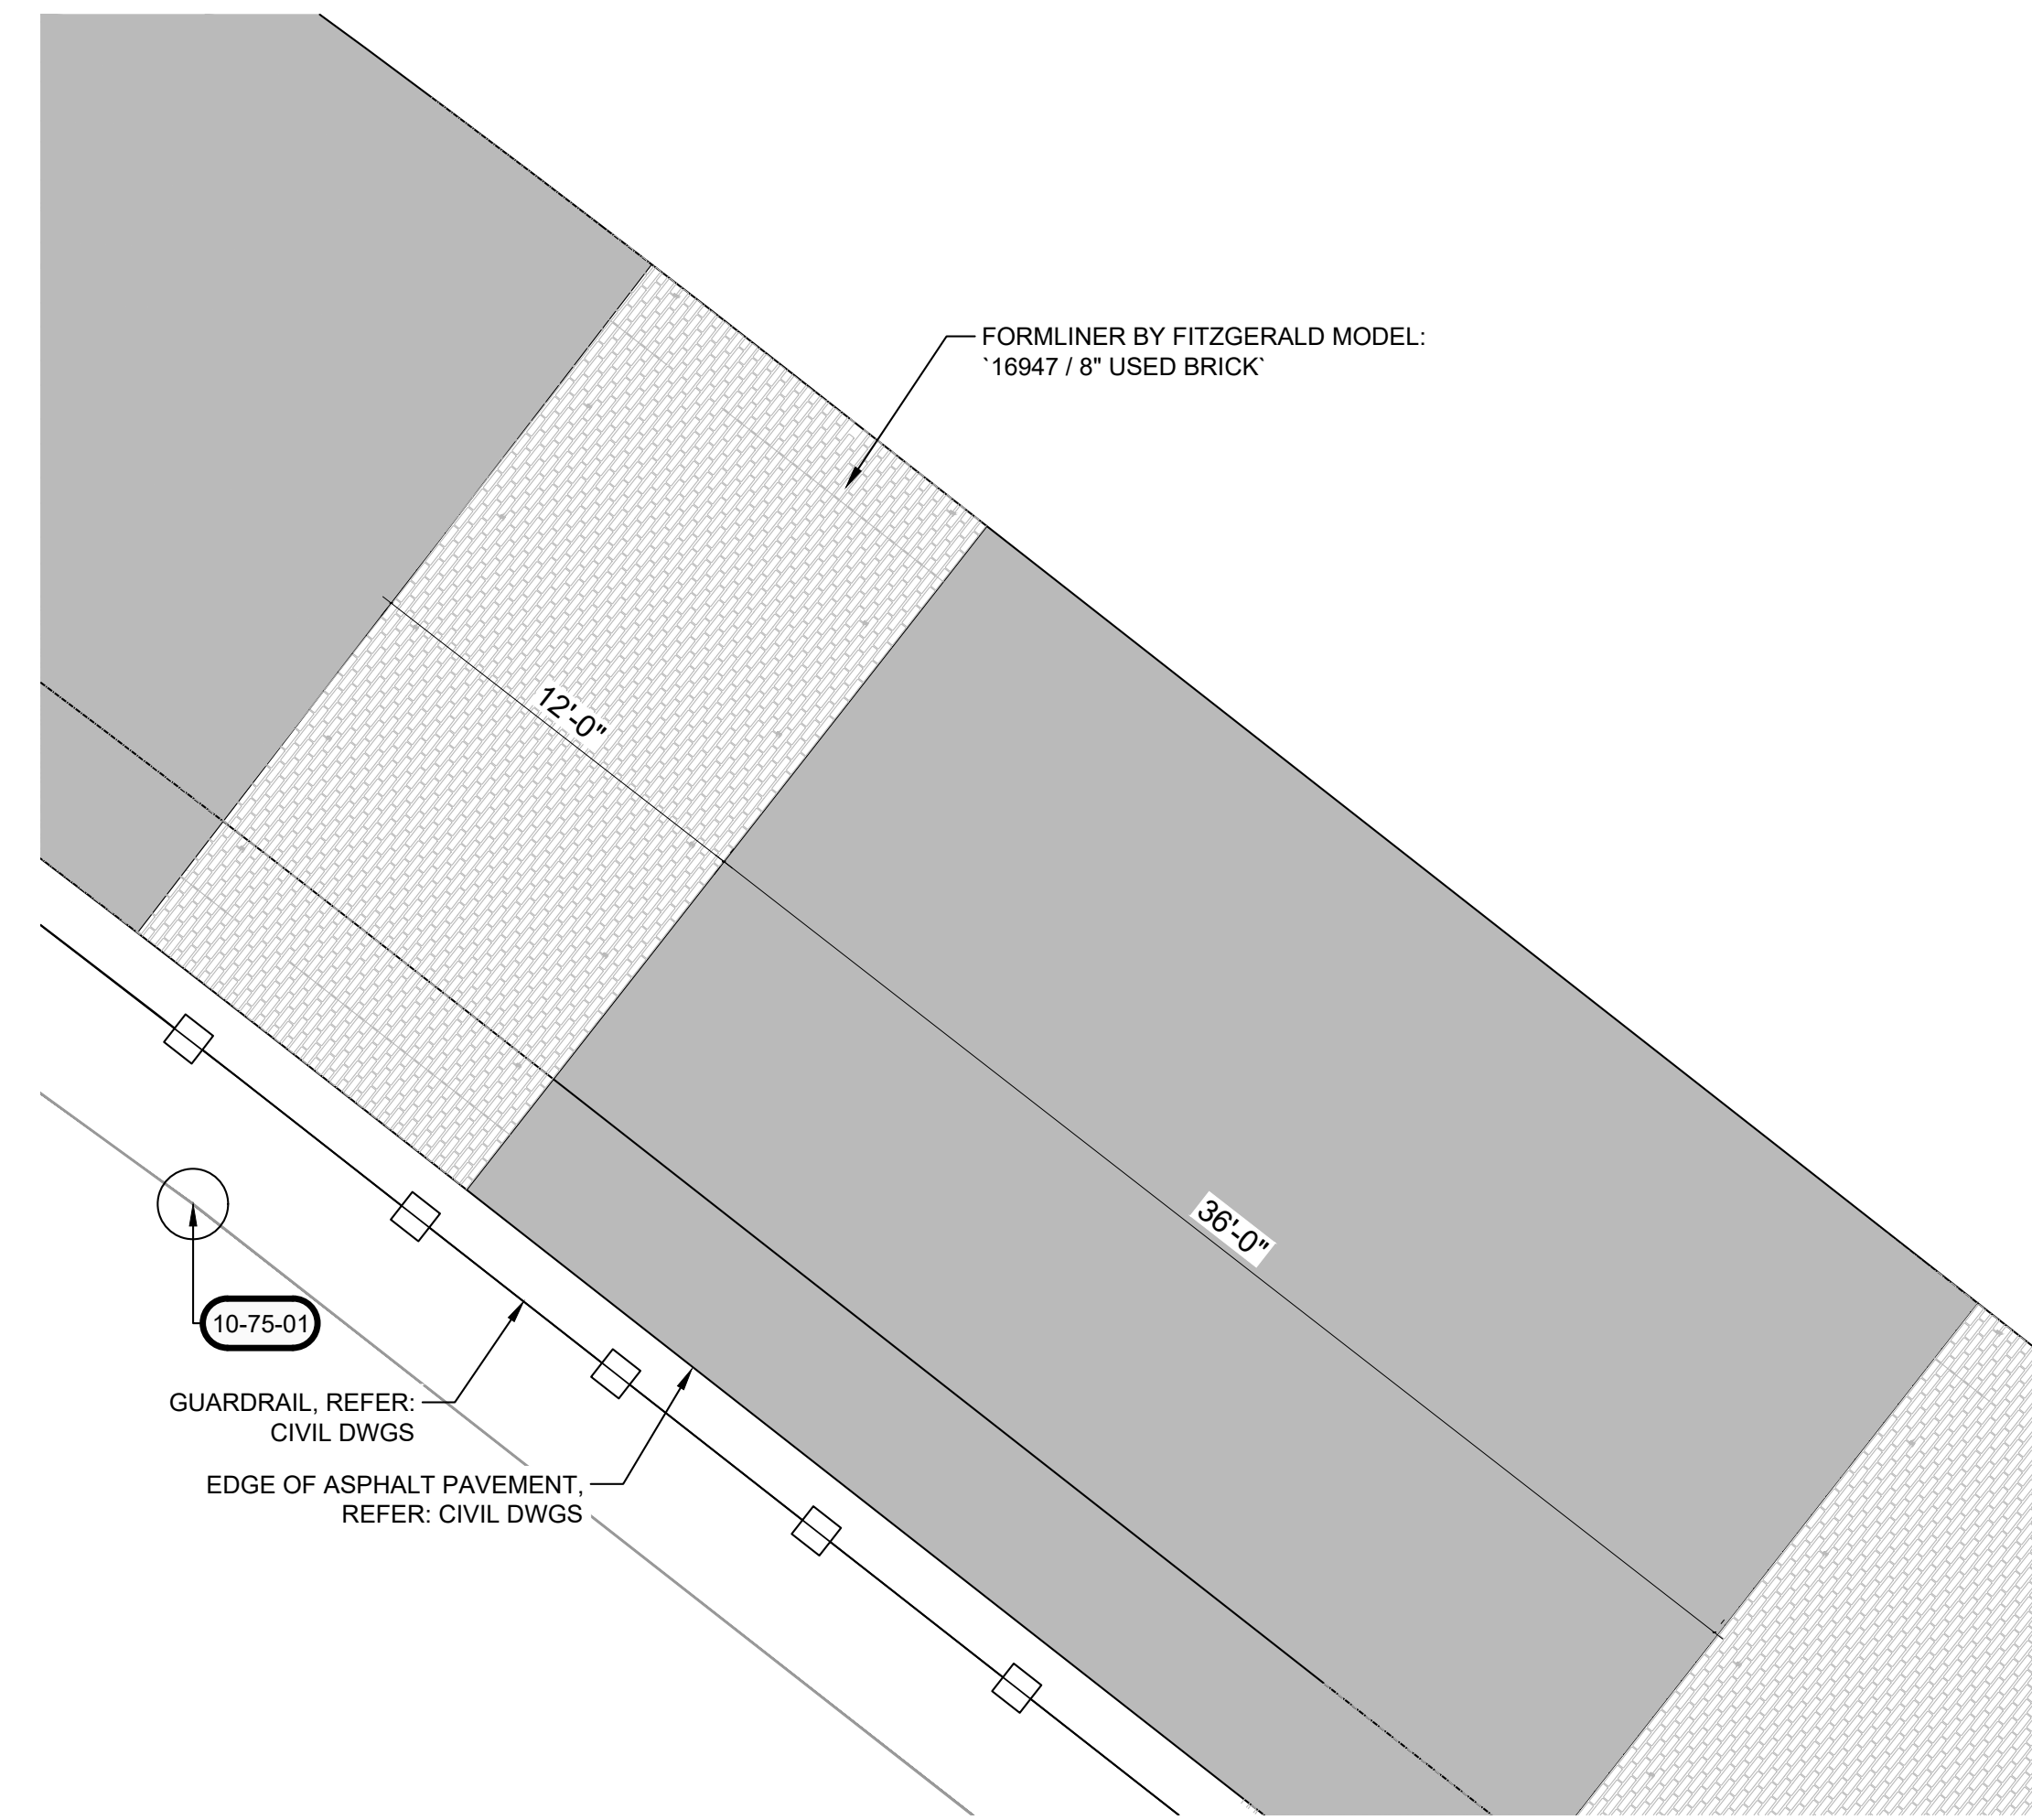 FORMLINER BY FITZGERALD MODEL:
`16947 / 8" USED BRICK`
12'-0"
36'-0"
10-75-01
GUARDRAIL, REFER:
CIVIL DWGS
EDGE OF ASPHALT PAVEMENT,
REFER: CIVIL DWGS